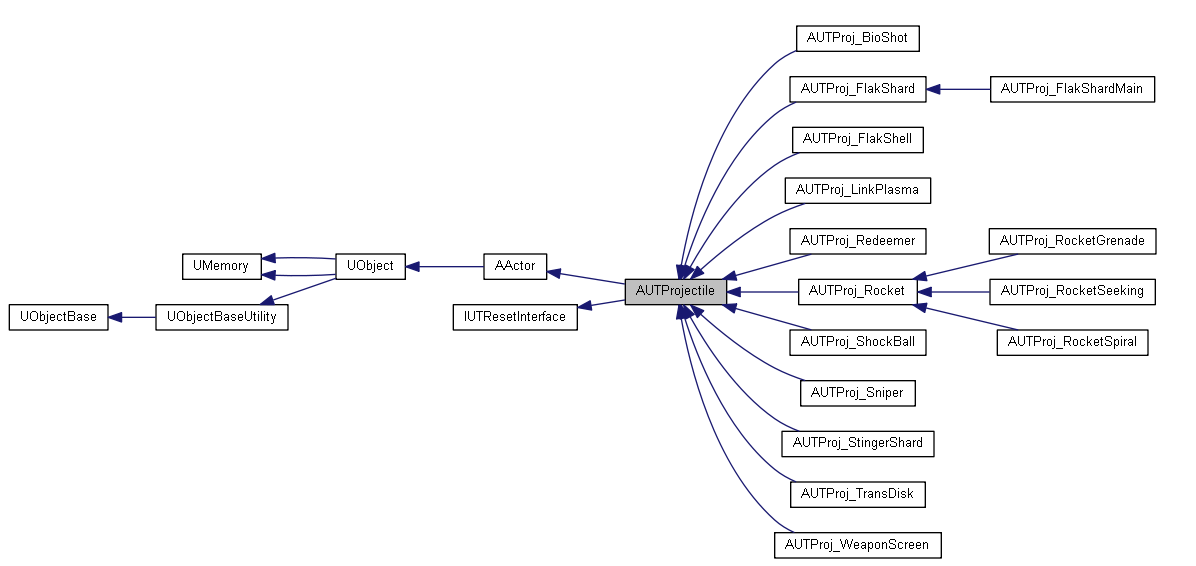 AUTProj_BioShot
AUTProj_FlakShard
AUTProj_FlakShardMain
AUTProj_FlakShell
AUTProj_LinkPlasma
AUTProj_Redeemer
AUTProj_RocketGrenade
UMemory
UObject
AActor
AUTProjectile
AUTProj_Rocket
AUTProj_RocketSeeking
UObjectBase
UObjectBaseUtility
IUTResetInterface
AUTProj_ShockBall
AUTProj_RocketSpiral
AUTProj_Sniper
AUTProj_StingerShard
AUTProj_TransDisk
AUTProj_WeaponScreen